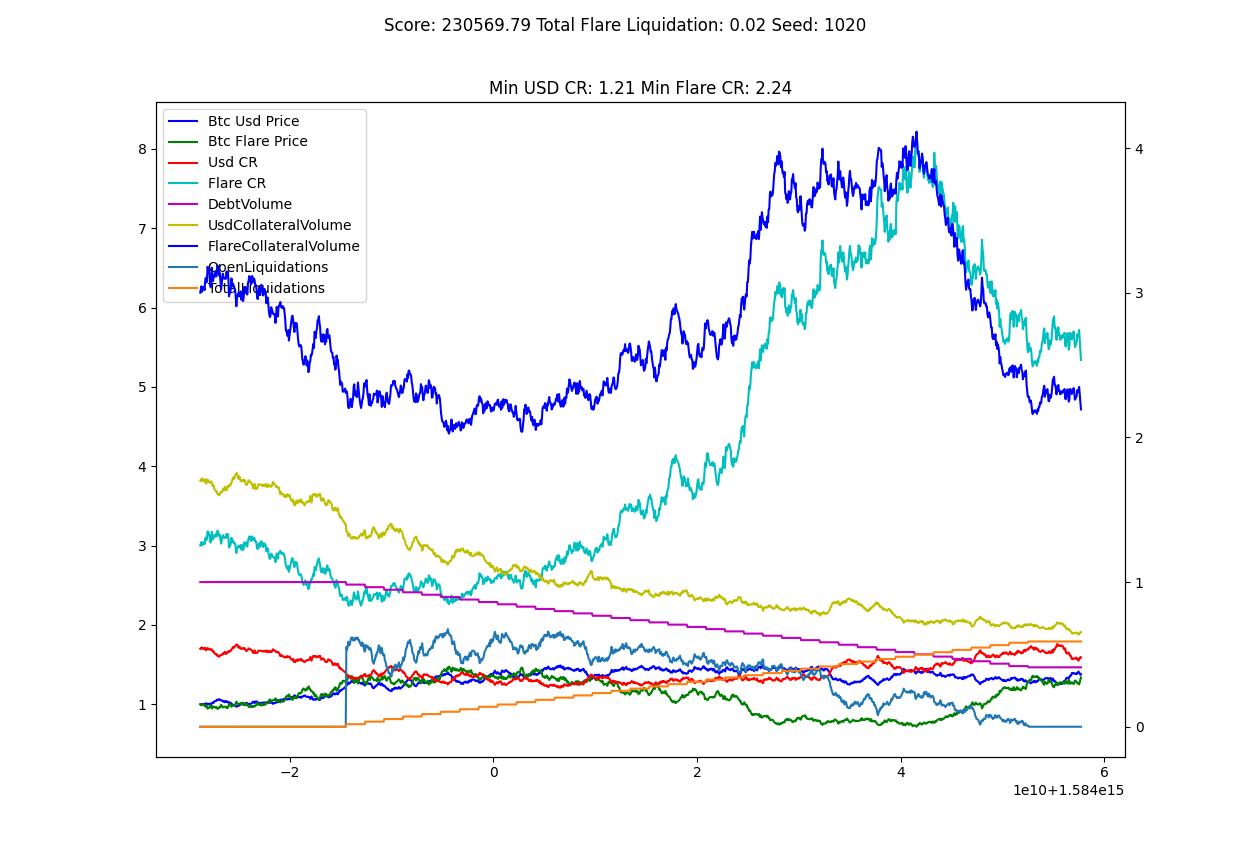 Score: 230569.79 Total Flare Liquidation: 0.02 Seed: 1020
Min USD CR: 1.21 Min Flare CR: 2.24
Btc Usd Price
Btc Flare Price
Usd CR
Flare CR
DebtVolume
UsdCollateralVolume
FlareCollateralVolume
OpenLiquidations
TotalLiquidations
8
7
6
5
4
3
2
1
4
3
2
1
0
−2
0
2
4
6
1e10+1.584e15